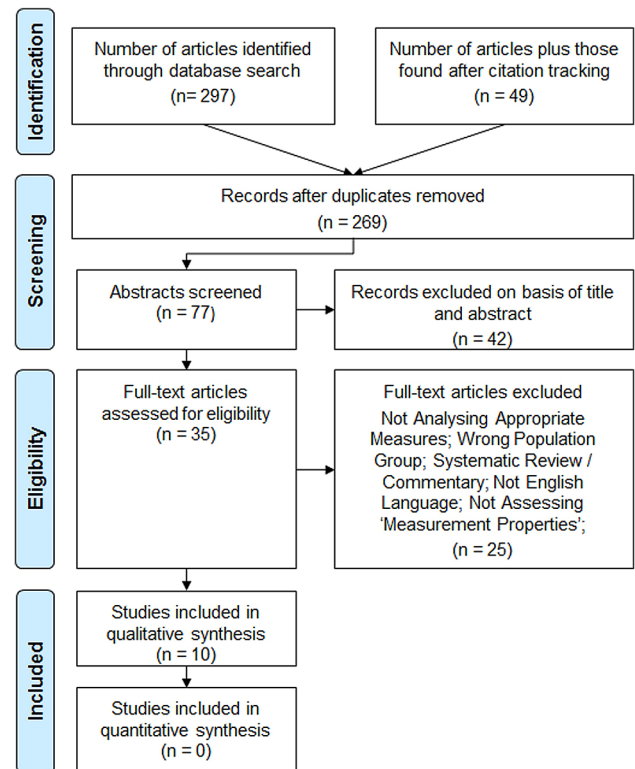 Identification
Number of articles identified
through database search
(n= 297)
Number of articles plus those
found after citation tracking
(n = 49)
Screening
Records after duplicates removed
(n = 269)
Abstracts screened
(n = 77)
Records excluded on basis of title
and abstract
(n = 42)
Eligibility
Full-text articles
assessed for eligibility
(n = 35)
Full-text articles excluded
Not Analysing Appropriate
Measures; Wrong Population
Group; Systematic Review /
Commentary; Not English
Language; Not Assessing
‘Measurement Properties’;
(n = 25)
Included
Studies included in
qualitative synthesis
(n = 10)
Studies included in
quantitative synthesis
(n = 0)